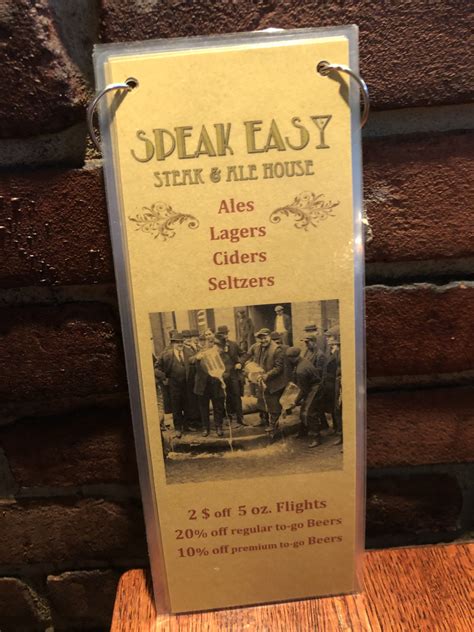 SPEAK EASY
STEAK & ALE HOUSE
Ales
Lagers
Ciders
Seltzers
2 $ off 5 oz. Flights
20% off regular to-go Beers
10% off premium to-go Beers